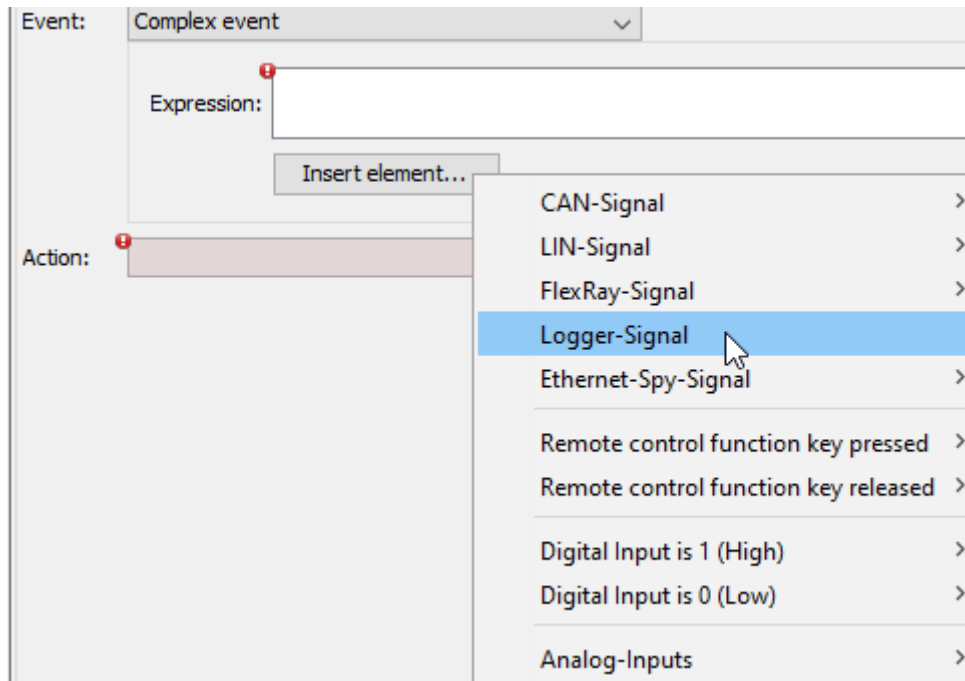 Event: Complex event
Expression:
Insert element...
CAN-Signal
LIN-Signal
Action:
FlexRay-Signal
Logger-Signal
Ethernet-Spy-Signal
Remote control function key pressed
Remote control function key released
Digital Input is 1 (High)
Digital Input is 0 (Low)
Analog-Inputs